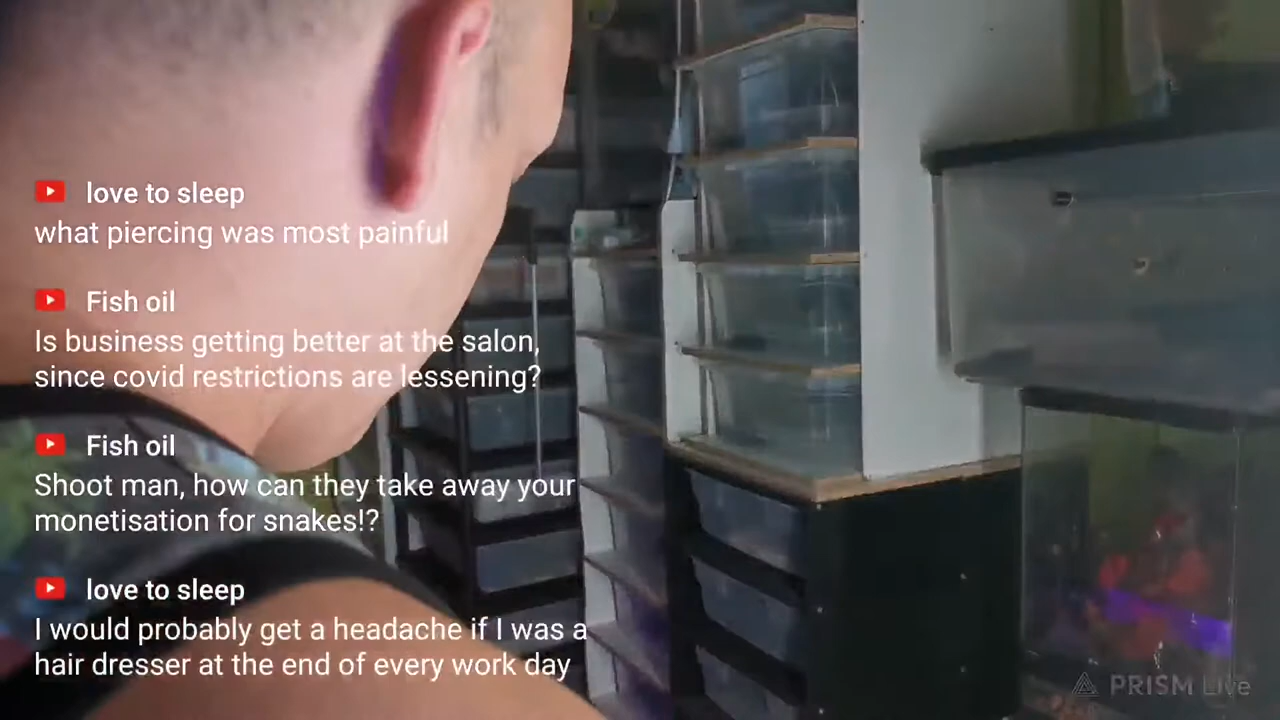 love to sleep
what piercing was most painful
Fish oil
Is business getting better at the salon,
since covid restrictions are lessening?
Fish oil
Shoot man, how can they take away your
monetisation for snakes!?
love to sleep
I would probably get a headache if I was a
hair dresser at the end of every work day
PRISM Live